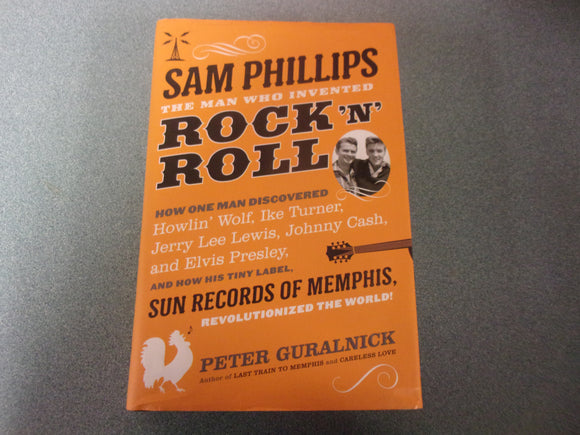 SAM PHILLIPS
THE MAN WHO INVENTED
ROCK 'N'
ROLL
HOW ONE MAN DISCOVERED
Howlin' Wolf, Ike Turner,
Jerry Lee Lewis, Johnny Cash,
and Elvis Presley,
AND HOW HIS TINY LABEL,
SUN RECORDS OF MEMPHIS,
REVOLUTIONIZED THE WORLD!
PETER GURALNICK
Author of LAST TRAIN TO MEMPHIS and CARELESS LOVE